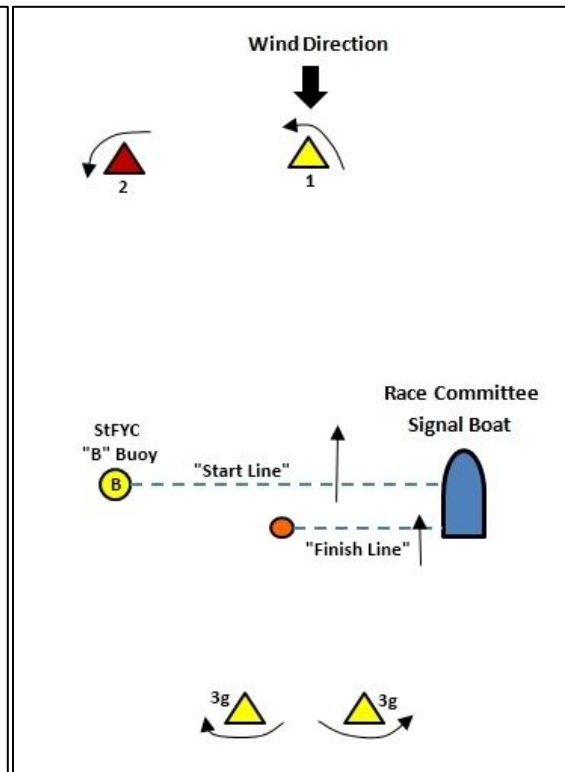 Wind Direction
2
1
Race Committee
Signal Boat
StFYC
"B" Buoy
"Start Line"
B
"Finish Line"
3g
3g